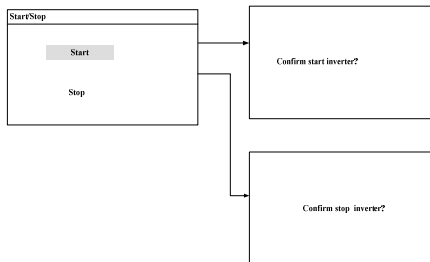 Start/Stop
Start
Stop
Confirm start inverter?
Confirm stop inverter?